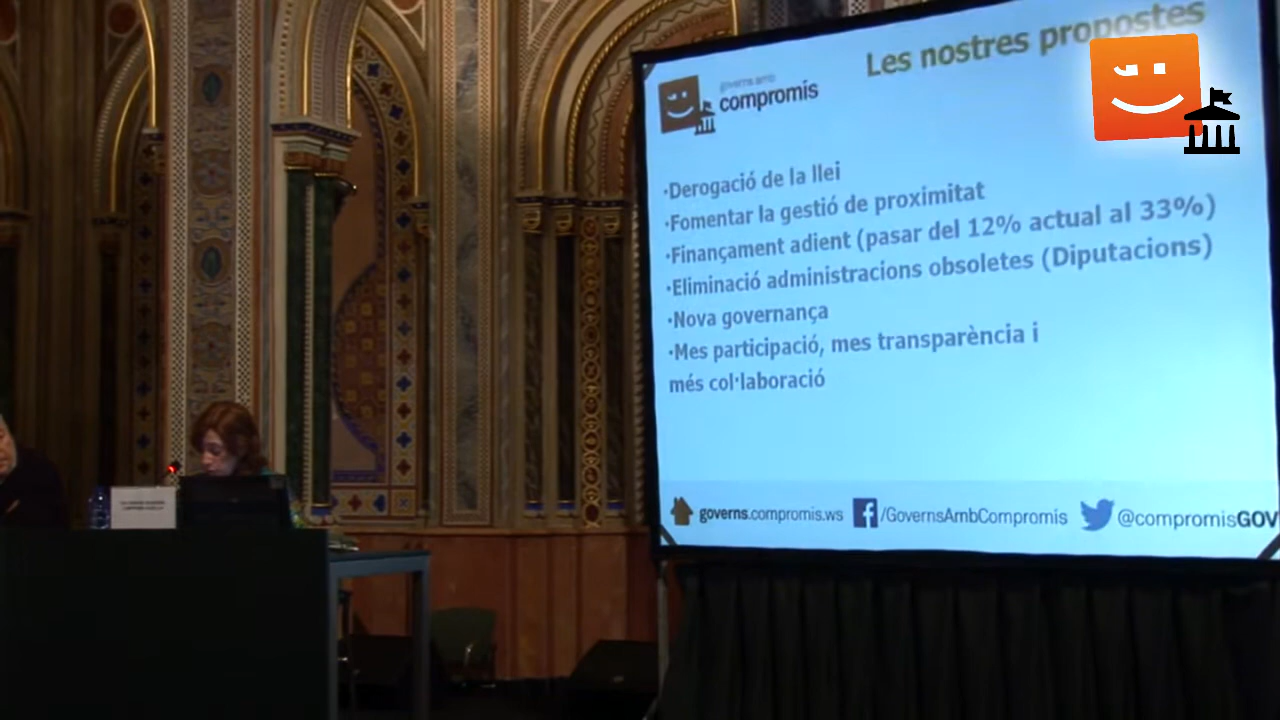 Les nostres propostes
governs amb
compromis
·Derogació de la llei
·Fomentar la gestió de proximitat
·Finançament adient (pasar del 12% actual al 33%)
·Eliminació administracions obsoletes (Diputacions)
·Nova governança
·Mes participació, mes transparència i
més col·laboració
governs.compromis.ws
/GovernsAmbCompromis
@compromisGOV